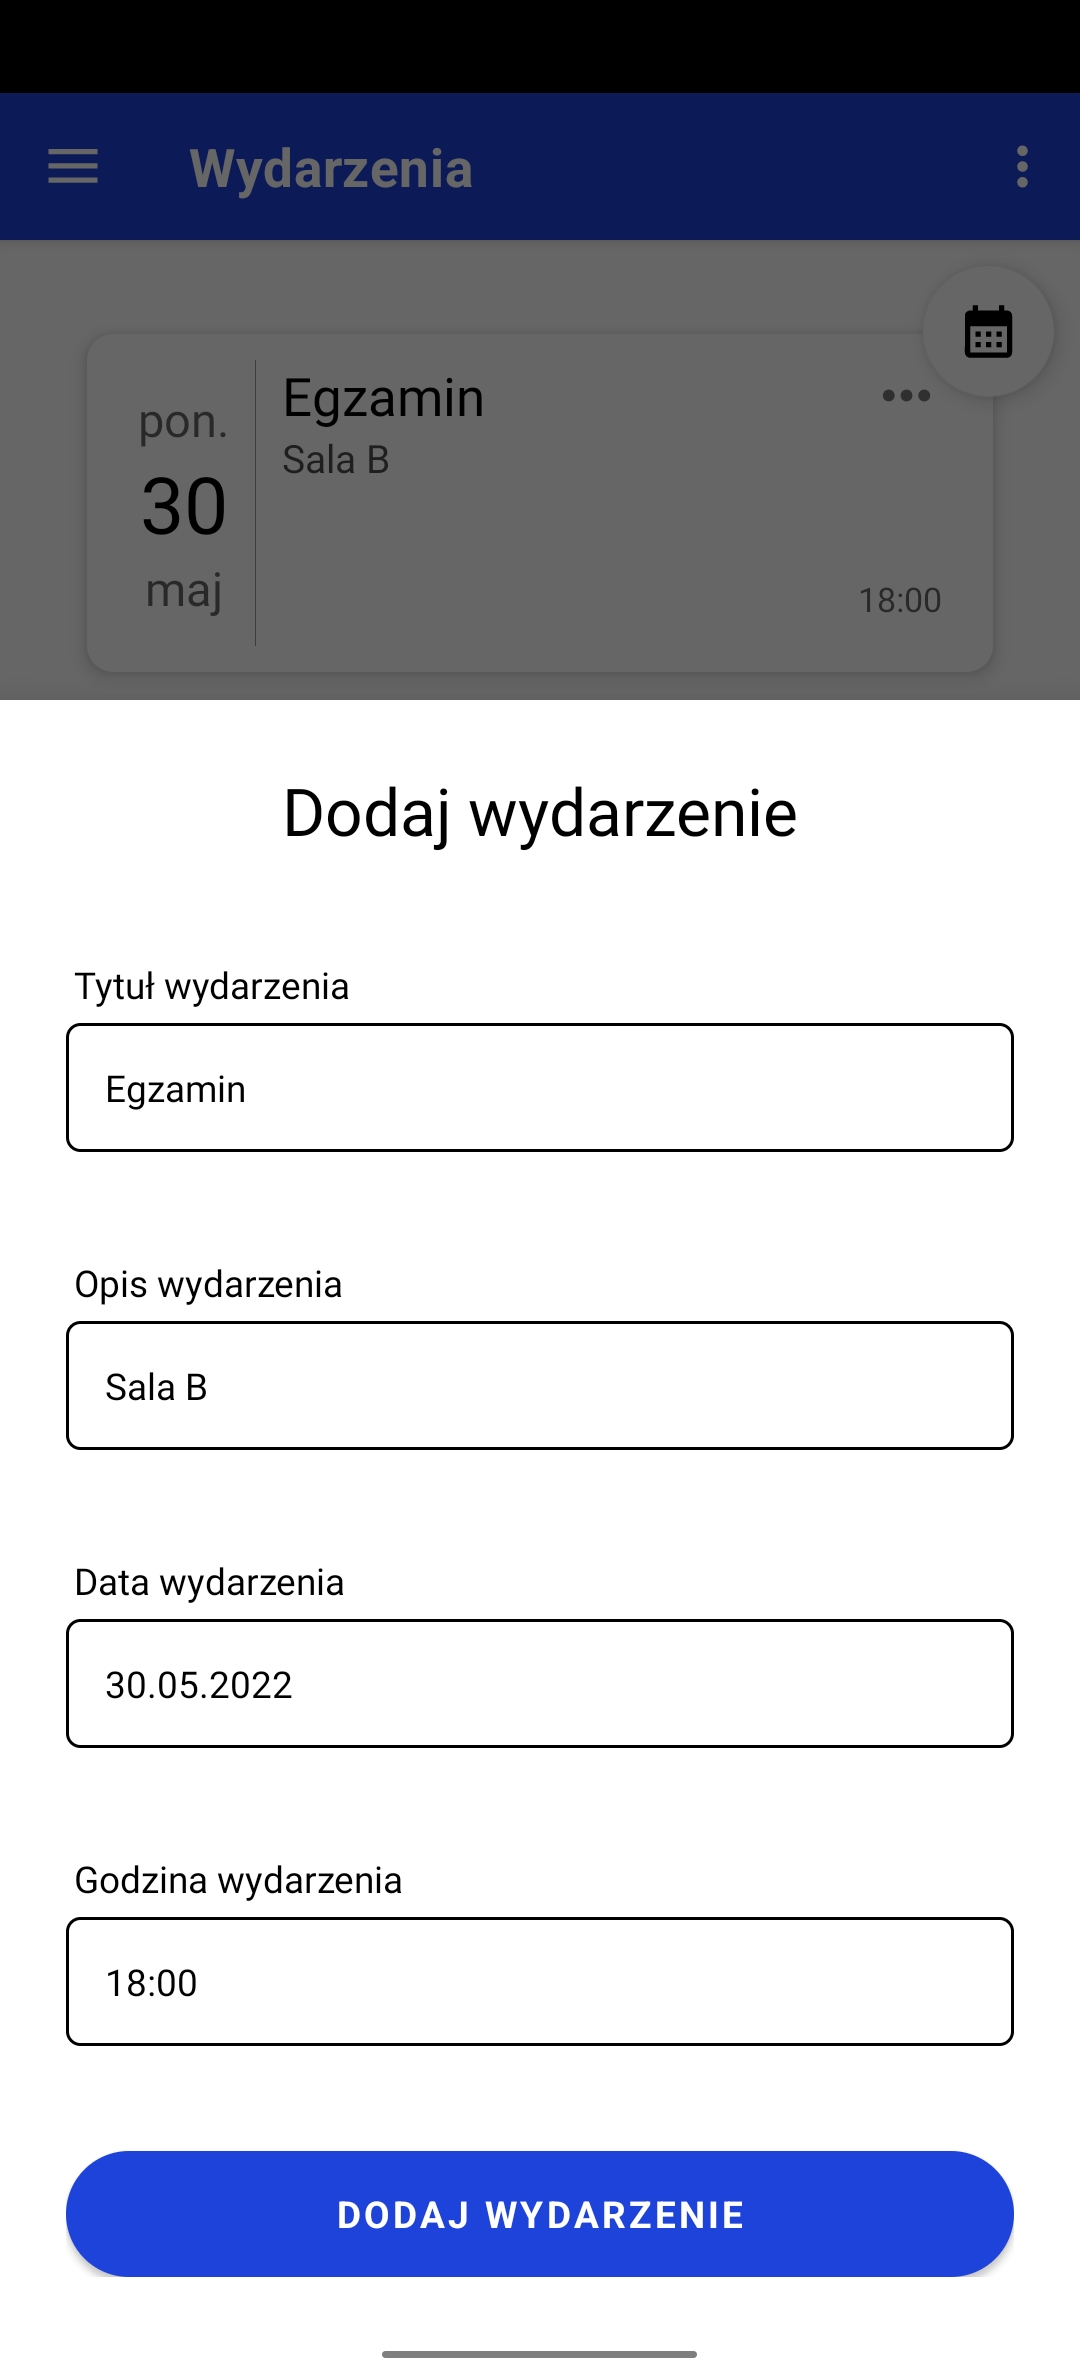 Wydarzenia
pon.
30
maj
Egzamin
Sala B
18:00
Dodaj wydarzenie
Tytuł wydarzenia
Egzamin
Opis wydarzenia
Sala B
Data wydarzenia
30.05.2022
Godzina wydarzenia
18:00
DODAJ WYDARZENIE